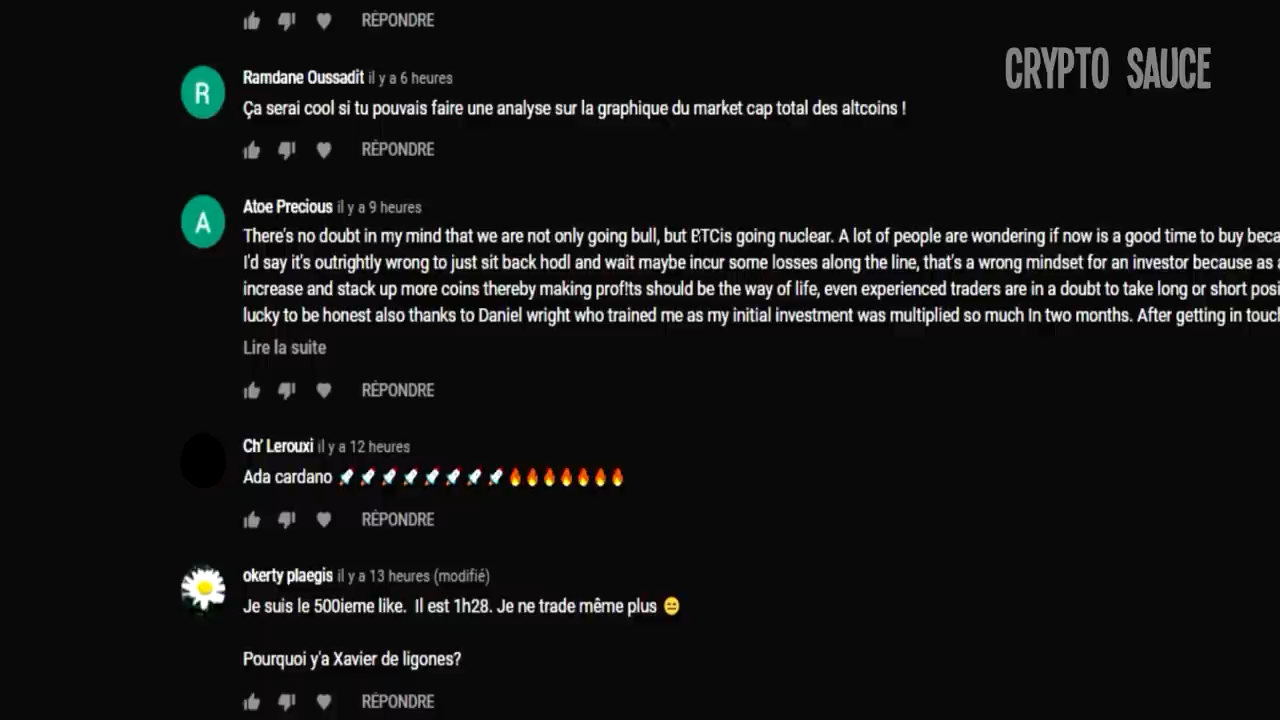 RÉPONDRE
CRYPTO SAUCE
Ramdane Oussadit il y a 6 heures
Ça serai cool si tu pouvais faire une analyse sur la graphique du market cap total des altcoins !
RÉPONDRE
Atoe Precious il y a 9 heures
There's no doubt in my mind that we are not only going bull, but BTCis going nuclear. A lot of people are wondering if now is a good time to buy beca
I'd say it's outrightly wrong to just sit back hodl and wait maybe incur some losses along the line, that's a wrong mindset for an investor because as a
increase and stack up more coins thereby making prof!ts should be the way of life, even experienced traders are in a doubt to take long or short posi
lucky to be honest also thanks to Daniel wright who trained me as my initial investment was multiplied so much In two months. After getting in touch
Lire la suite
RÉPONDRE
Ch' Lerouxi il y a 12 heures
Ada cardano 🚀🚀🚀🚀🚀🚀🚀🚀🔥🔥🔥🔥🔥🔥🔥
RÉPONDRE
okerty plaegis il y a 13 heures (modifié)
Je suis le 500ieme like. Il est 1h28. Je ne trade même plus 😑
Pourquoi y'a Xavier de ligones?
RÉPONDRE